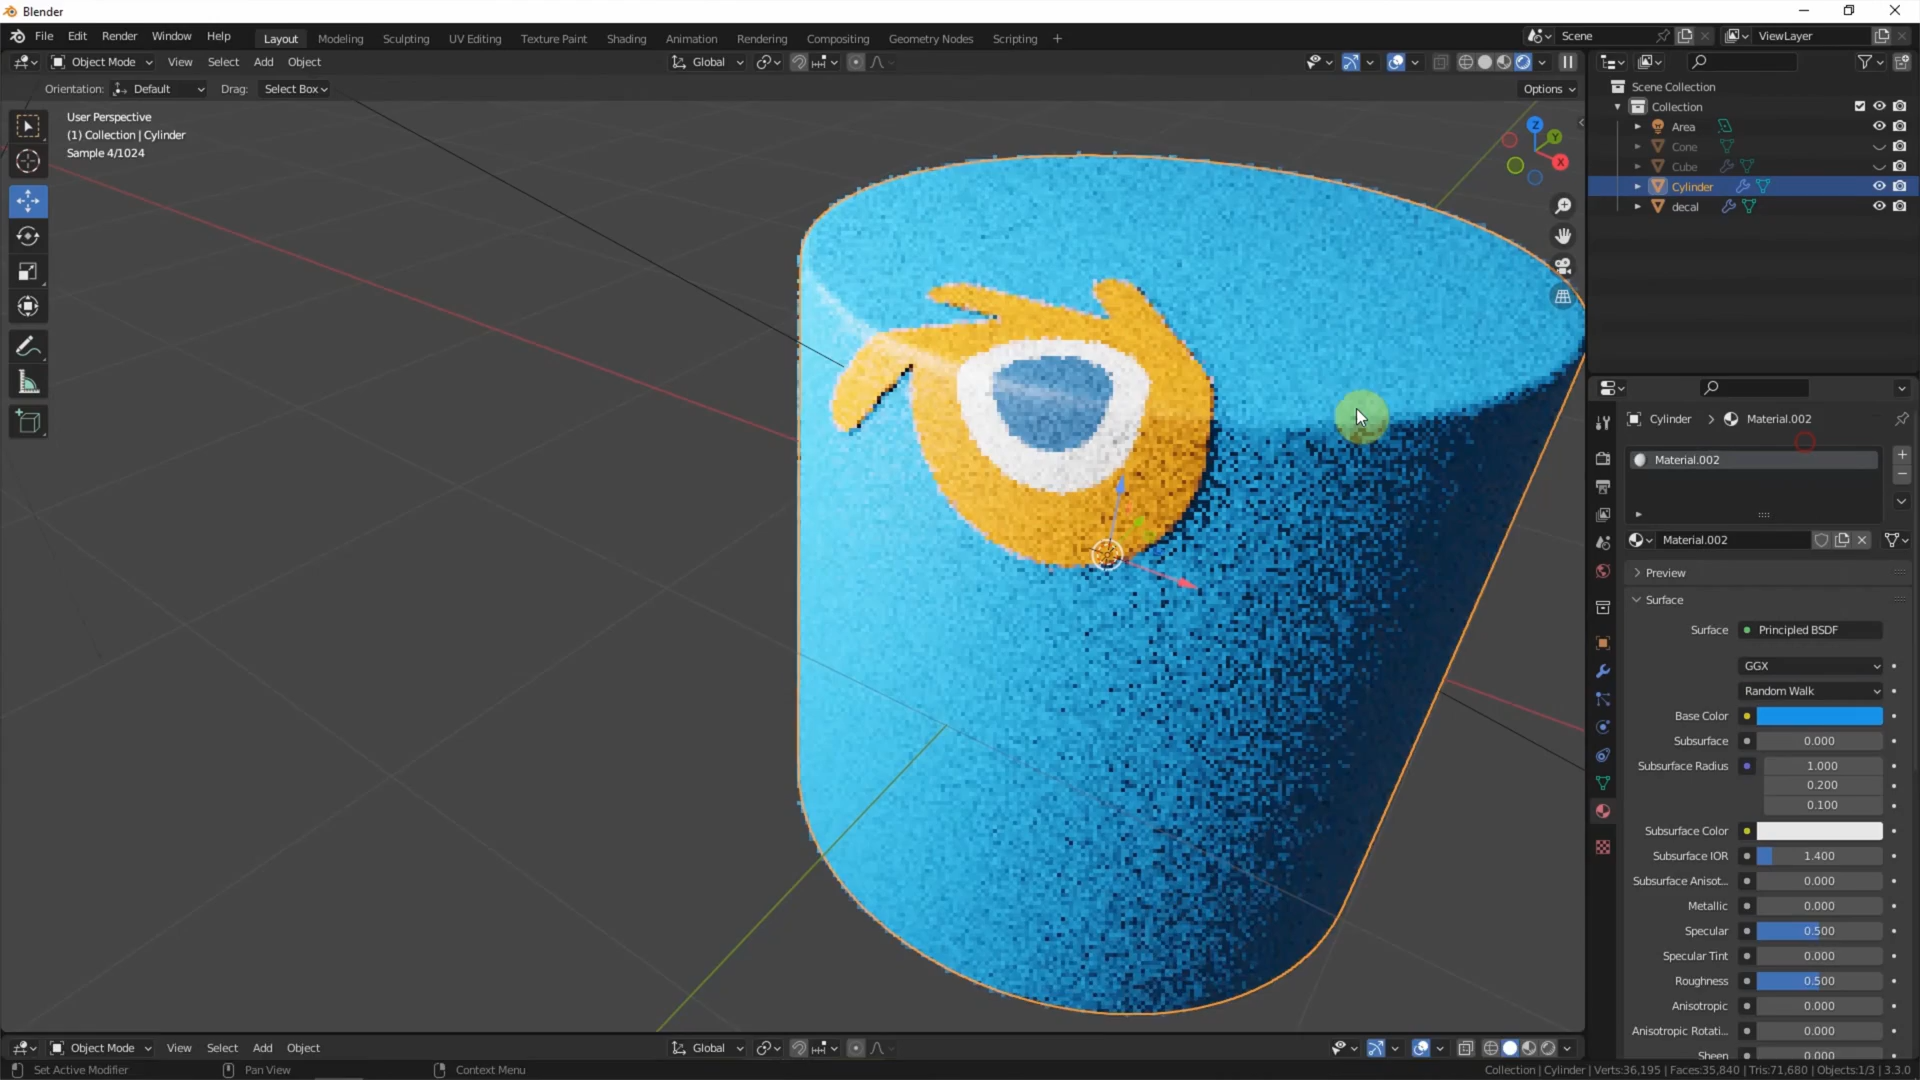 Blender
File Edit Render Window Help Layout Modeling Sculpting UV Editing Texture Paint Shading Animation Rendering Compositing Geometry Nodes Scripting + Scene ViewLayer
Object Mode View Select Add Object Global
Orientation: Default Drag: Select Box Options
User Perspective
(1) Collection | Cylinder
Sample 4/1024
Z
Y
X
Scene Collection
Collection
Area
Cone
Cube
Cylinder
decal
Cylinder > Material.002
Material.002
Material.002
Preview
Surface
Surface Principled BSDF
GGX
Random Walk
Base Color
Subsurface 0.000
Subsurface Radius 1.000
0.200
0.100
Subsurface Color
Subsurface IOR 1.400
Subsurface Anisot... 0.000
Metallic 0.000
Specular 0.500
Specular Tint 0.000
Roughness 0.500
Anisotropic 0.000
Anisotropic Rotati... 0.000
Sheen 0.000
Object Mode View Select Add Object Global
Set Active Modifier Pan View Context Menu Collection | Cylinder | Verts:36,195 | Faces:35,840 | Tris:71,680 | Objects:1/3 | 3.3.0